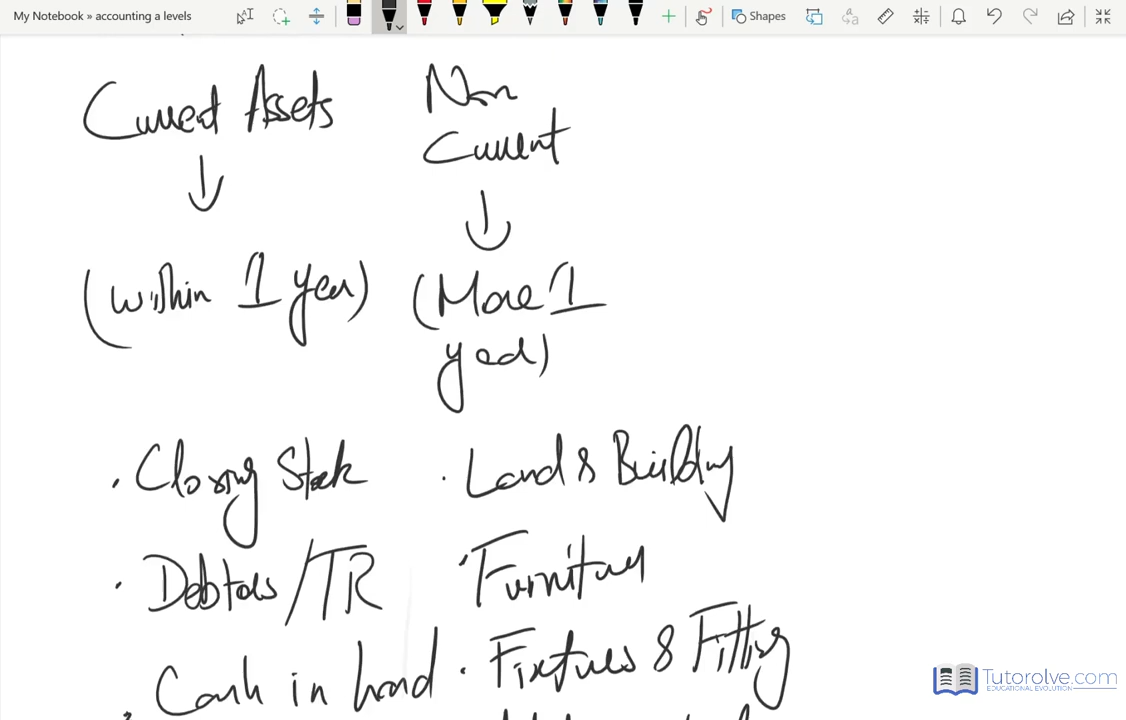 My Notebook » accounting a levels
Shapes
Current Assets
Non
Current
(within 1 year)
(More 1
year)
. Closing Stock
. Land & Building
. Debtors/TR
. Furniture
. Cash in hand
. Fixtures & Fitting
Tutorolve.com
EDUCATIONAL EVOLUTION